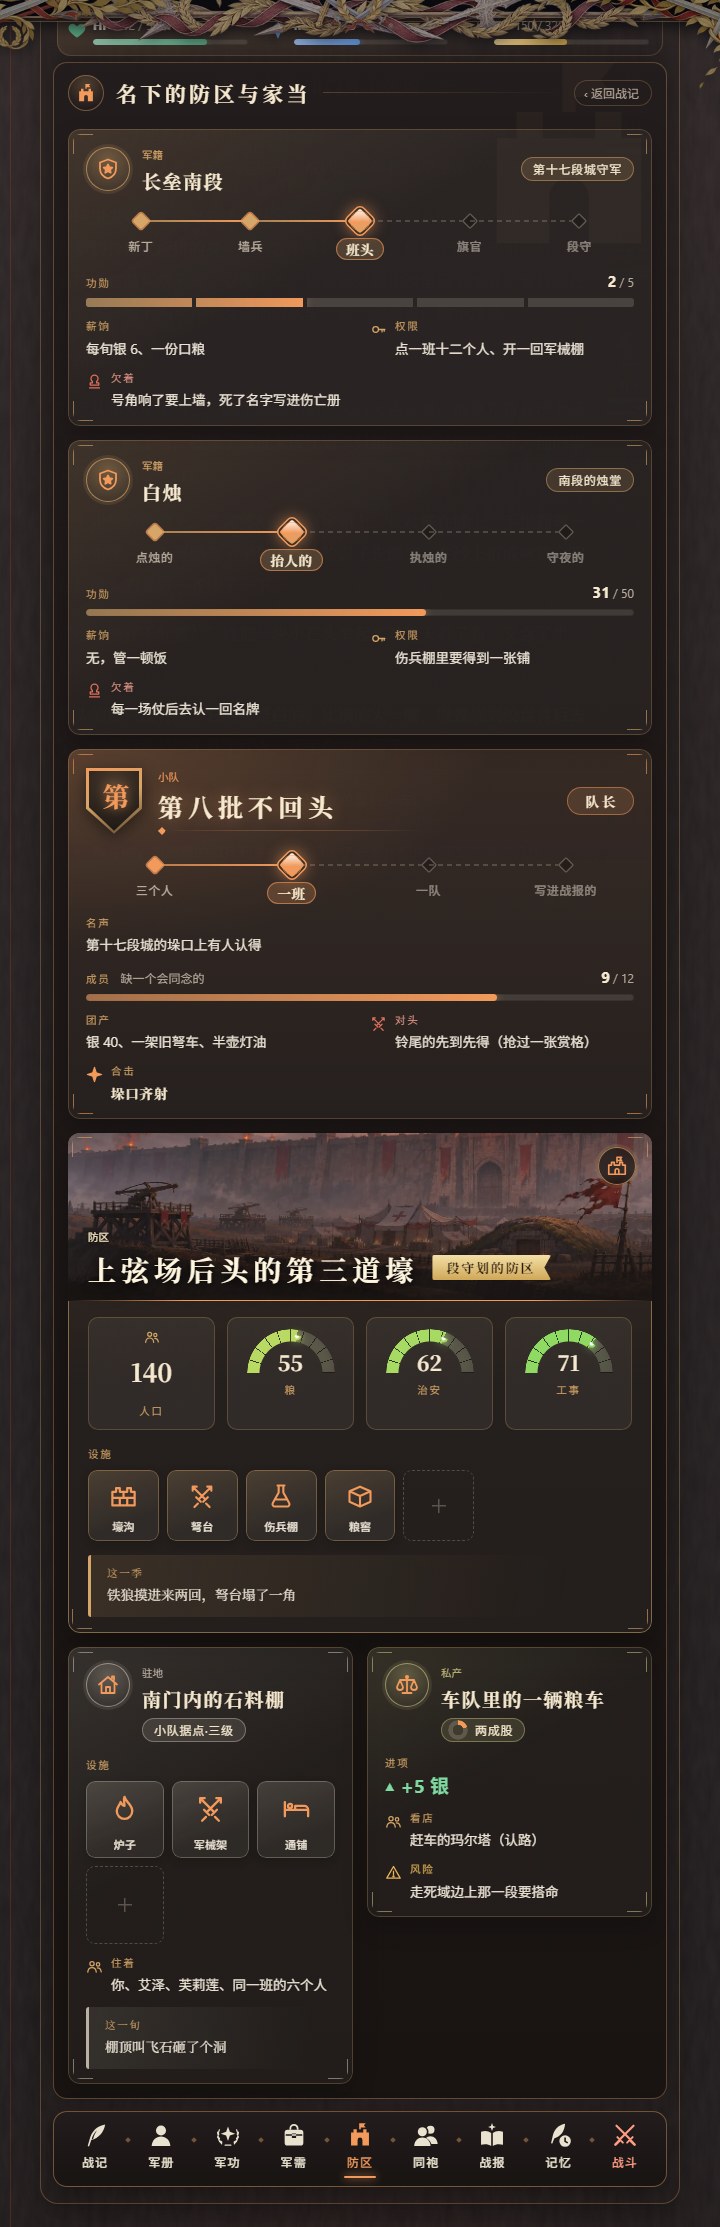 名下的防区与家当
‹ 返回战记
军籍
长垒南段
第十七段城守军
新丁
墙兵
班头
旗官
段守
功勋
2 / 5
薪饷
每旬银 6、一份口粮
权限
点一班十二个人、开一回军械棚
欠着
号角响了要上墙，死了名字写进伤亡册
军籍
白烛
南段的烛堂
点烛的
抬人的
执烛的
守夜的
功勋
31 / 50
薪饷
无，管一顿饭
权限
伤兵棚里要得到一张铺
欠着
每一场仗后去认一回名牌
第
小队
第八批不回头
队长
三个人
一班
一队
写进战报的
名声
第十七段城的垛口上有人认得
成员 缺一个会同念的
9 / 12
团产
银 40、一架旧弩车、半壶灯油
对头
铃尾的先到先得（抢过一张赏格）
合击
垛口齐射
防区
上弦场后头的第三道壕
段守划的防区
140
人口
55
粮
62
治安
71
工事
设施
壕沟
弩台
伤兵棚
粮窖
这一季
铁狼摸进来两回，弩台塌了一角
驻地
南门内的石料棚
小队据点·三级
设施
炉子
军械架
通铺
住着
你、艾泽、芙莉莲、同一班的六个人
这一旬
棚顶叫飞石砸了个洞
私产
车队里的一辆粮车
两成股
进项
+5 银
看店
赶车的玛尔塔（认路）
风险
走死域边上那一段要搭命
战记
军册
军功
军需
防区
同袍
战报
记忆
战斗